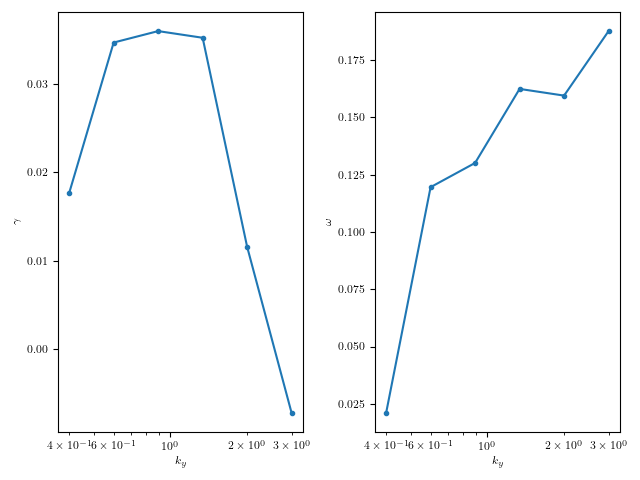 0.03
0.02
0.01
0.00
γ
4 × 10⁻¹
6 × 10⁻¹
10⁰
2 × 10⁰
3 × 10⁰
k_y
0.175
0.150
0.125
0.100
0.075
0.050
0.025
ω
4 × 10⁻¹
6 × 10⁻¹
10⁰
2 × 10⁰
3 × 10⁰
k_y